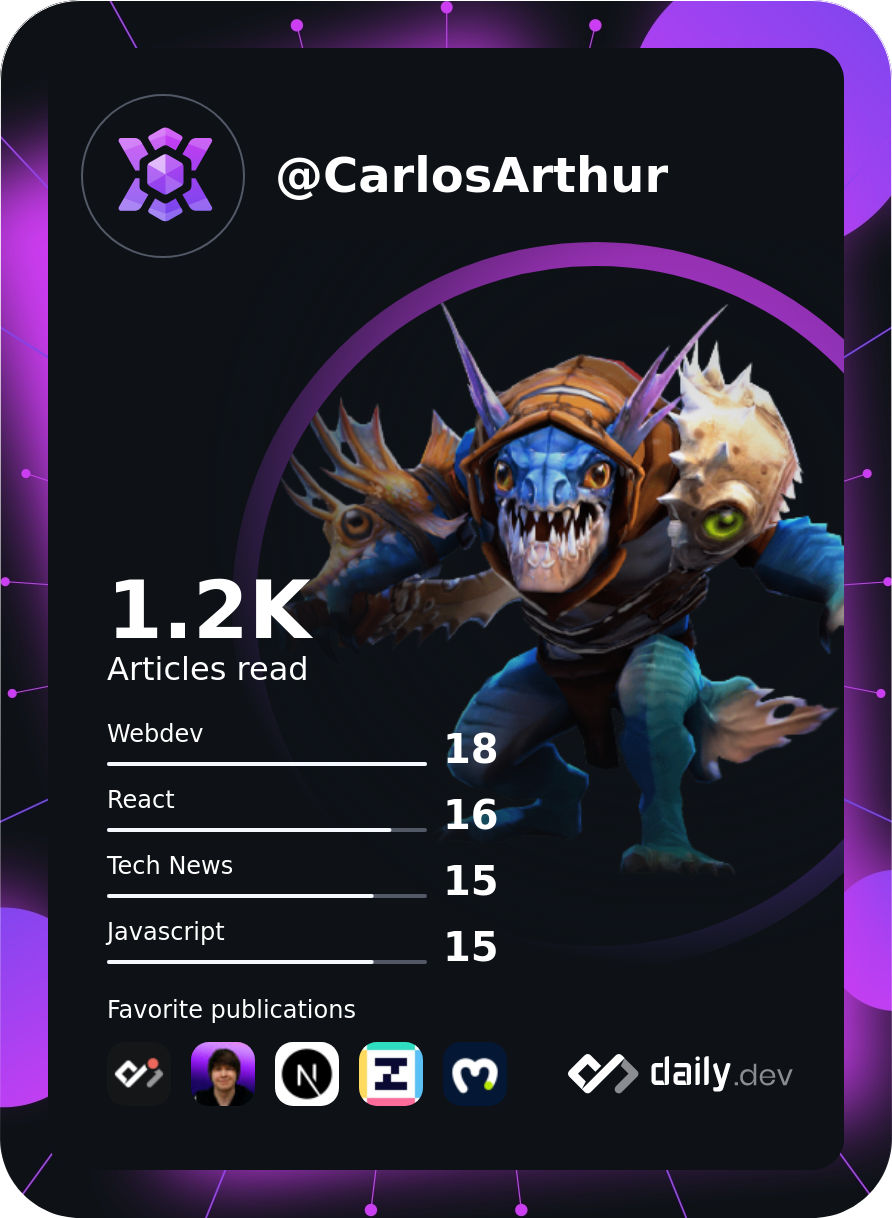 @CarlosArthur
1.2K
Articles read
Webdev
18
React
16
Tech News
15
Javascript
15
Favorite publications
N
daily.dev